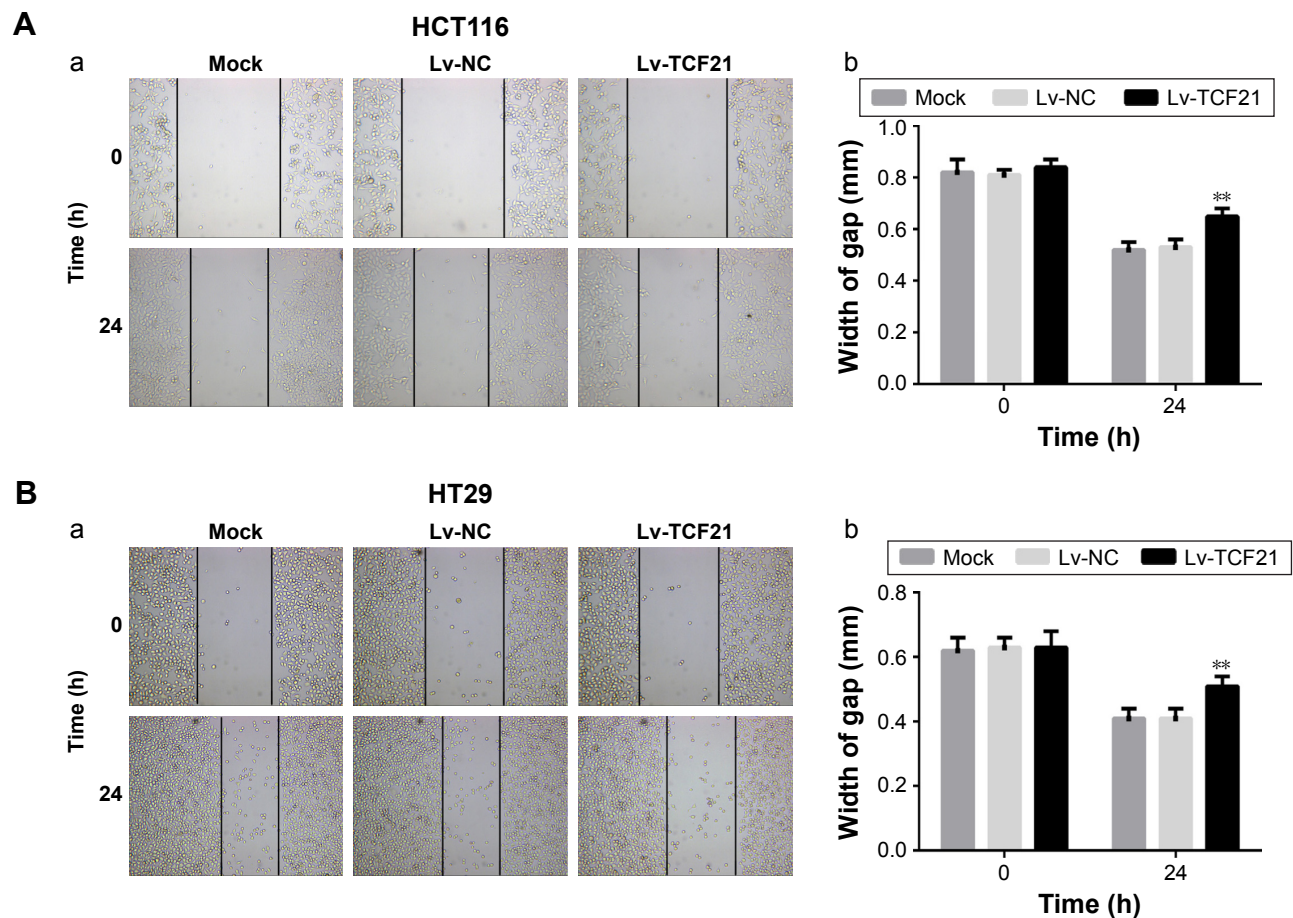 A
HCT116
a
Mock Lv-NC Lv-TCF21
0
24
Time (h)
b
Mock Lv-NC Lv-TCF21
1.0
0.8
0.6
0.4
0.2
0.0
Width of gap (mm)
**
0 24
Time (h)
B
HT29
a
Mock Lv-NC Lv-TCF21
0
24
Time (h)
b
Mock Lv-NC Lv-TCF21
0.8
0.6
0.4
0.2
0.0
Width of gap (mm)
**
0 24
Time (h)